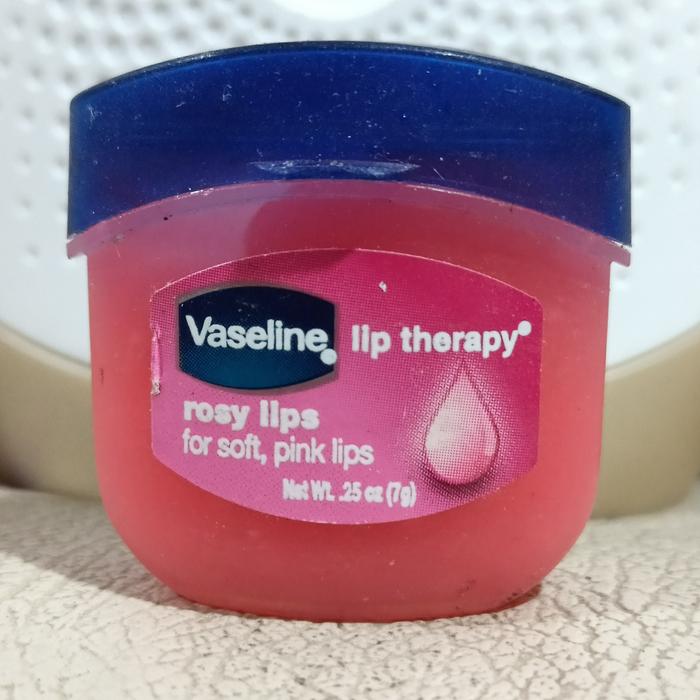 Vaseline® lip therapy®
rosy lips
for soft, pink lips
Net Wt. .25 oz (7g)